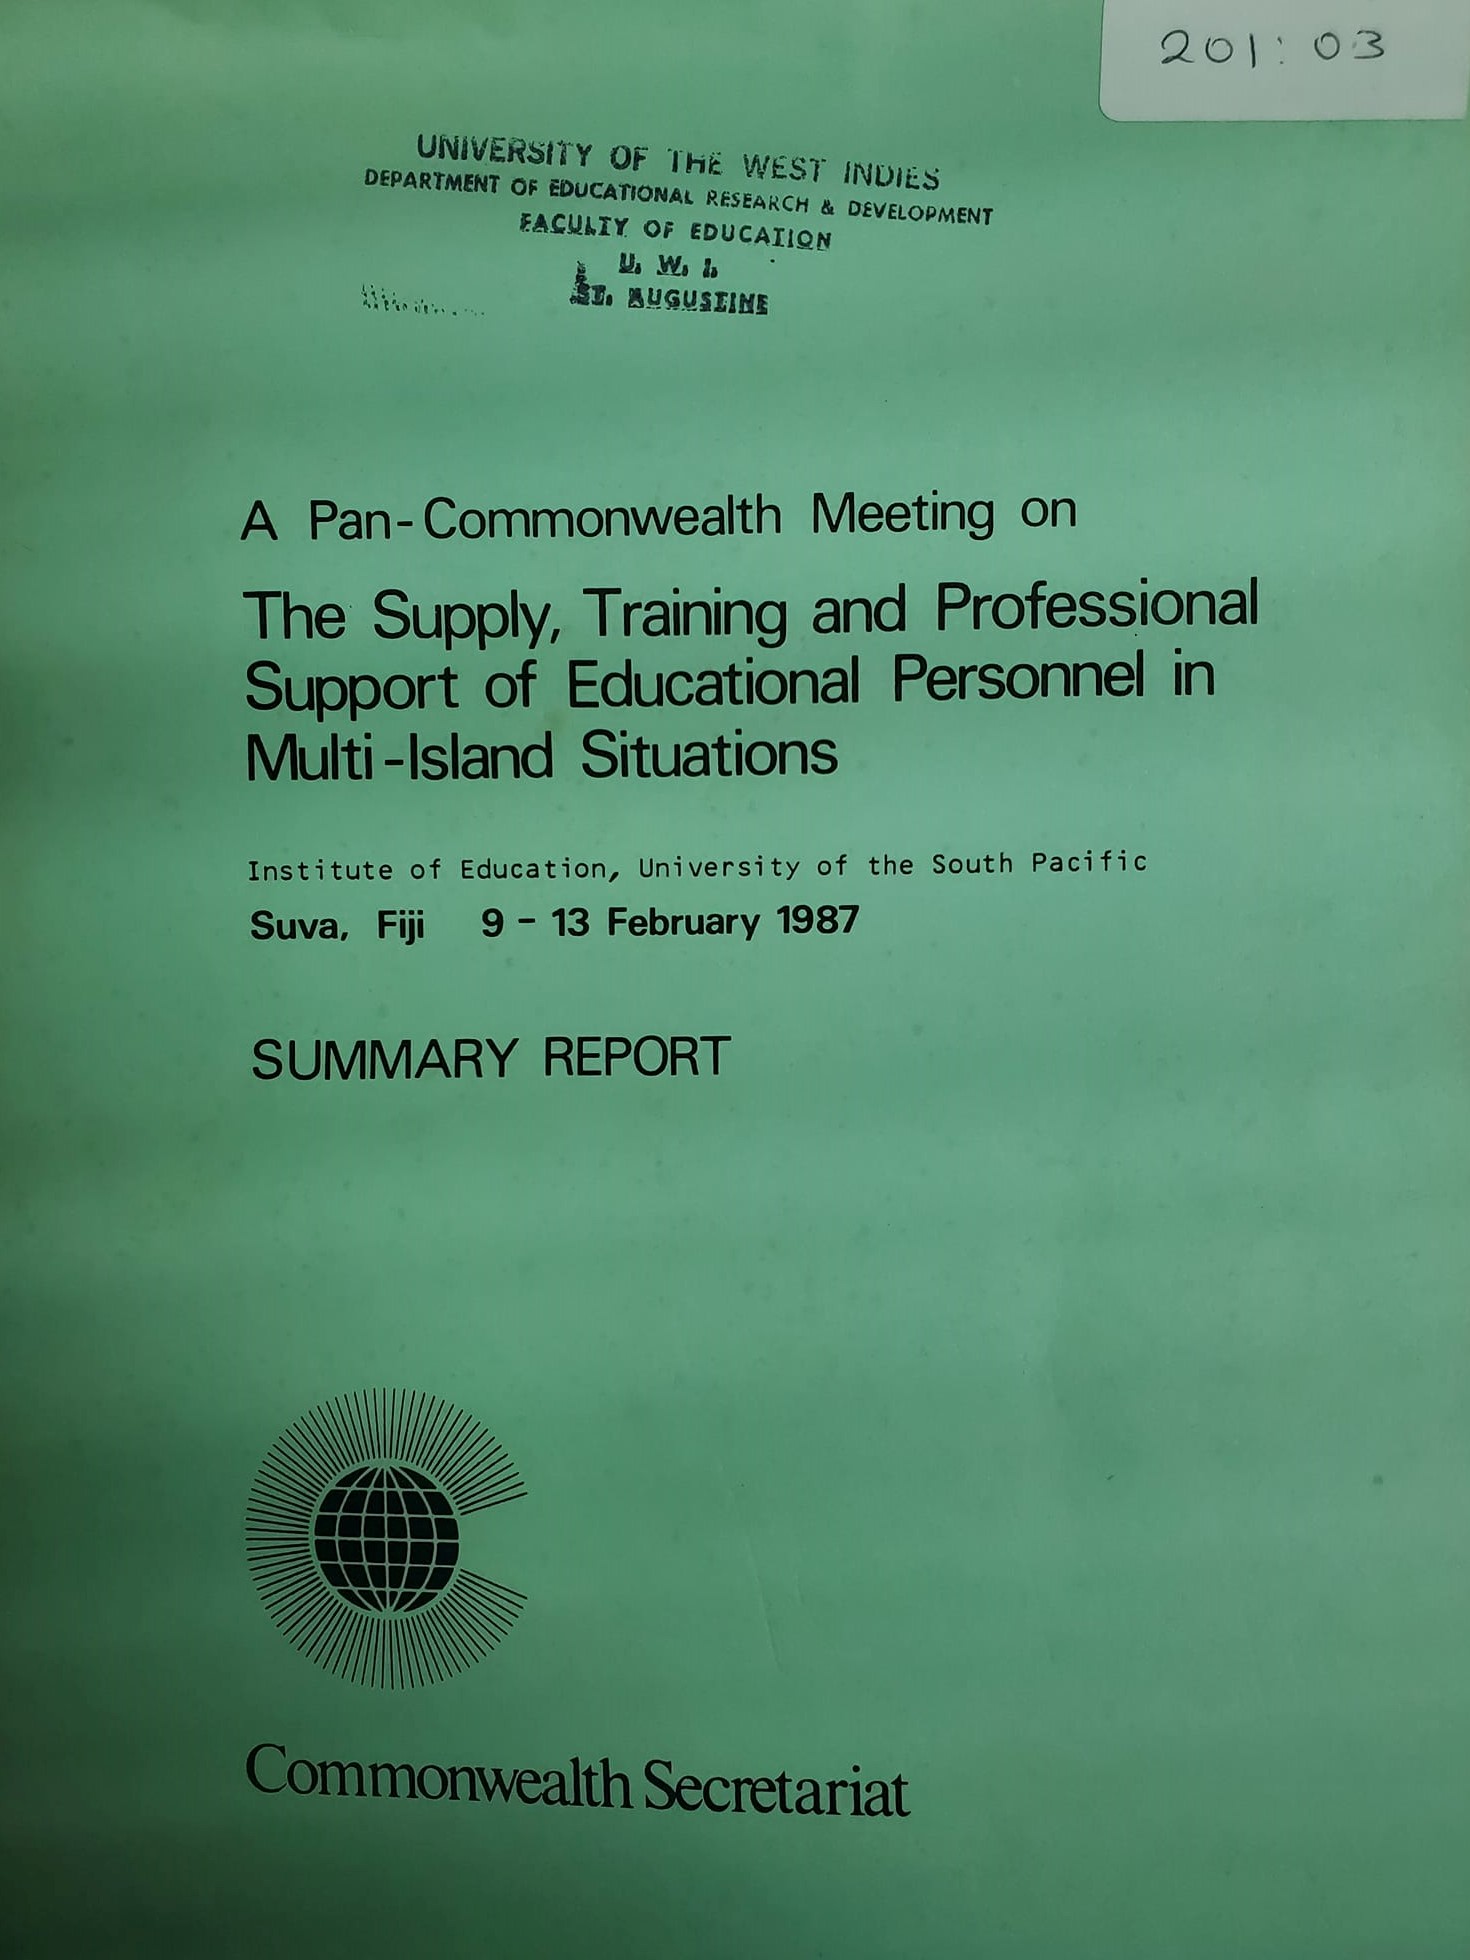 201:03
UNIVERSITY OF THE WEST INDIES
DEPARTMENT OF EDUCATIONAL RESEARCH & DEVELOPMENT
FACULTY OF EDUCATION
U. W. I.
ST. AUGUSTINE
A Pan-Commonwealth Meeting on
The Supply, Training and Professional
Support of Educational Personnel in
Multi-Island Situations
Institute of Education, University of the South Pacific
Suva, Fiji 9 - 13 February 1987
SUMMARY REPORT
Commonwealth Secretariat